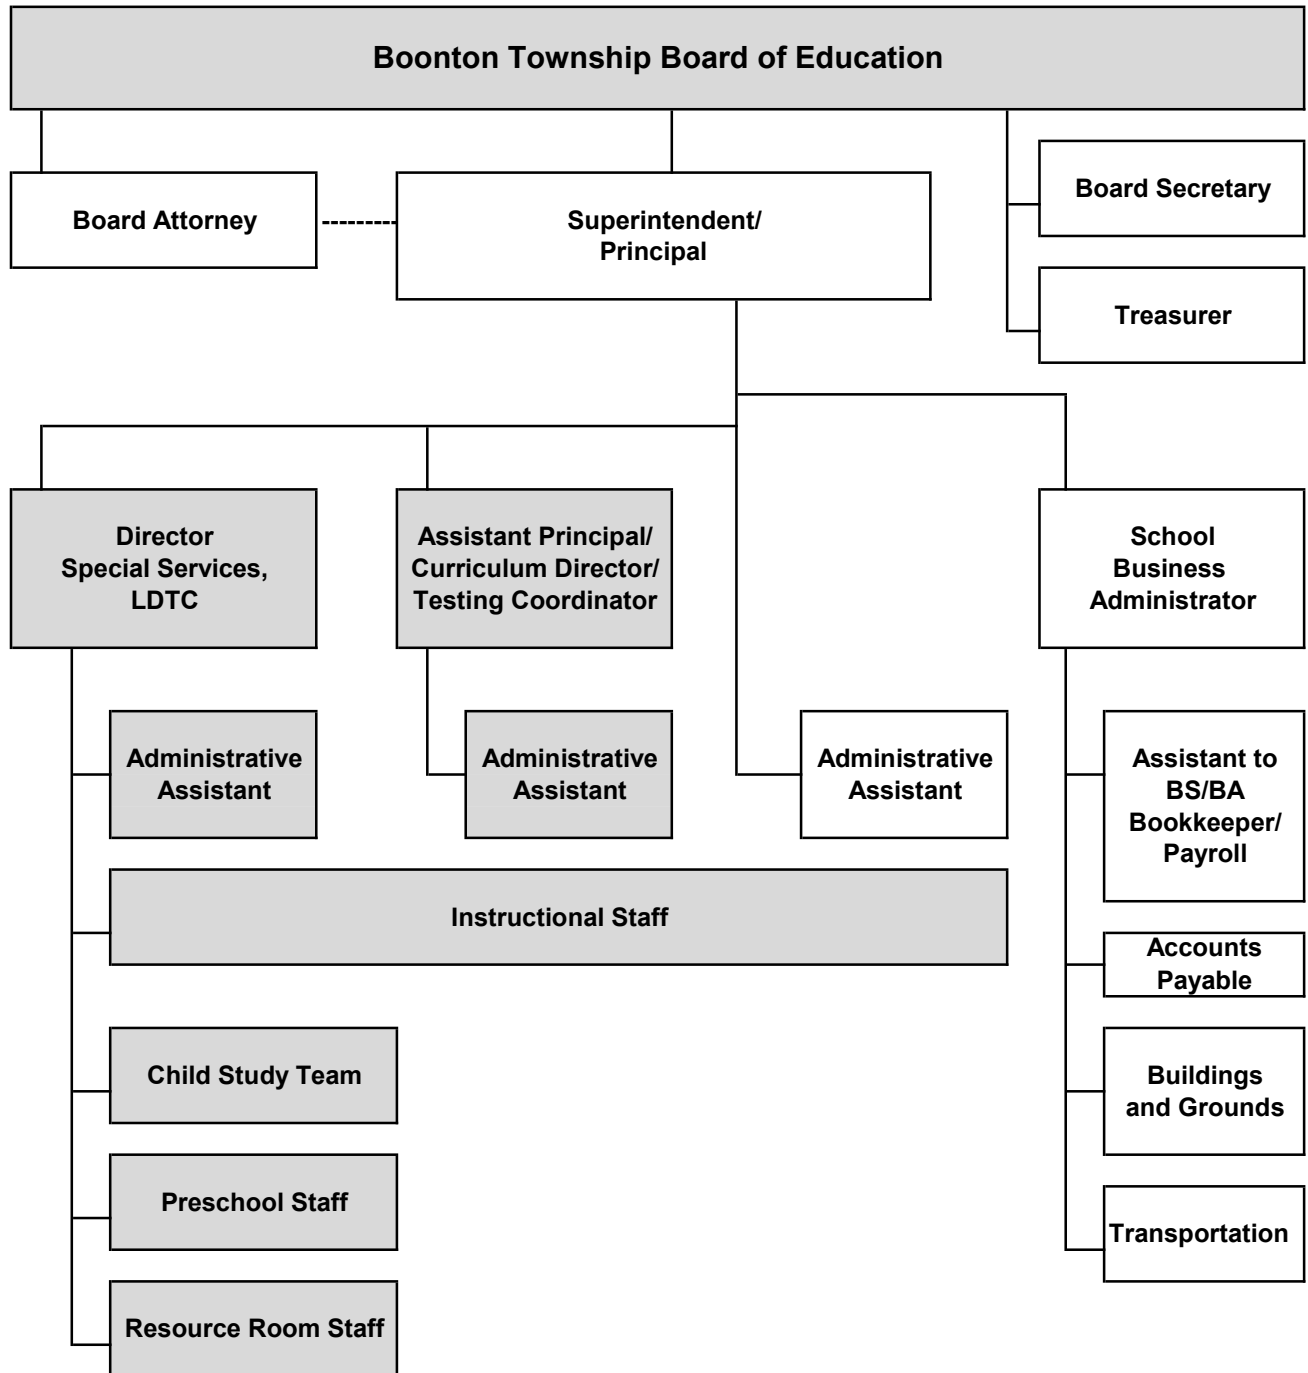 Boonton Township Board of Education
Board Attorney
Superintendent/
Principal
Board Secretary
Treasurer
Director
Special Services,
LDTC
Assistant Principal/
Curriculum Director/
Testing Coordinator
School
Business
Administrator
Administrative
Assistant
Administrative
Assistant
Administrative
Assistant
Assistant to
BS/BA
Bookkeeper/
Payroll
Instructional Staff
Accounts
Payable
Child Study Team
Buildings
and Grounds
Preschool Staff
Transportation
Resource Room Staff